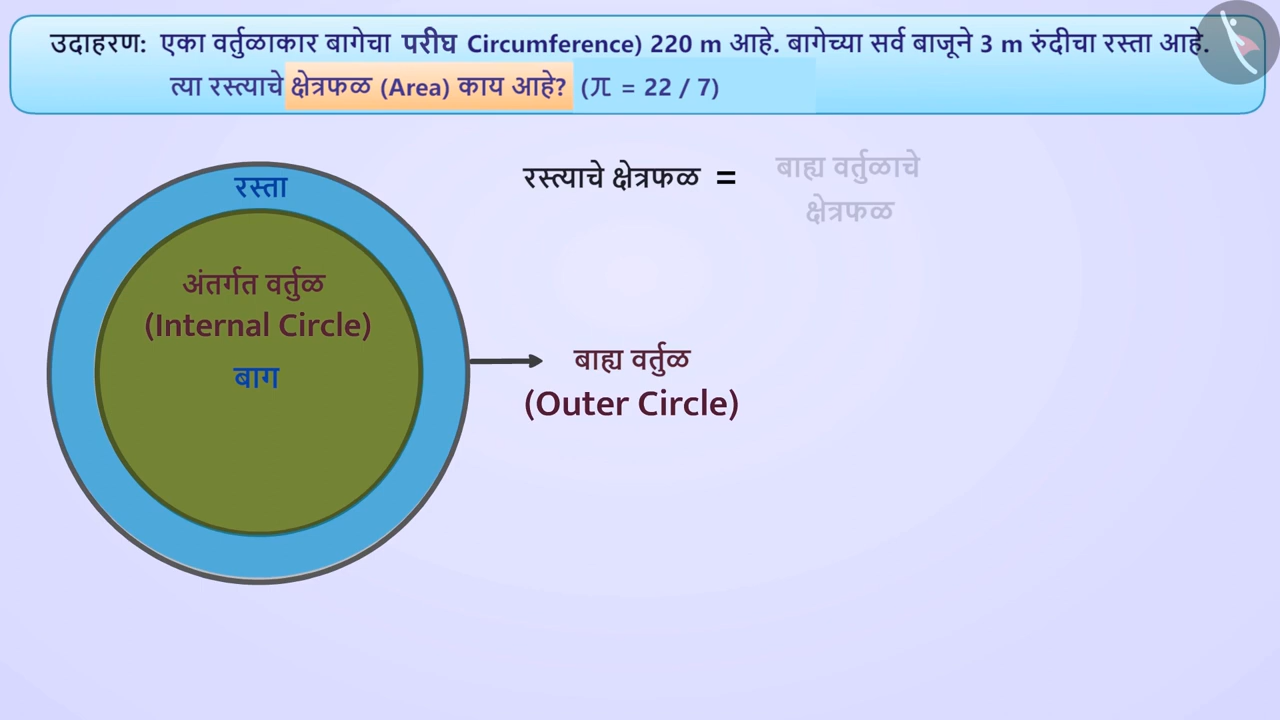 उदाहरण: एका वर्तुळाकार बागेचा परीघ Circumference) 220 m आहे. बागेच्या सर्व बाजूने 3 m रुंदीचा रस्ता आहे.
त्या रस्त्याचे क्षेत्रफळ (Area) काय आहे? (π = 22 / 7)
रस्ता
रस्त्याचे क्षेत्रफळ =
बाह्य वर्तुळाचे
क्षेत्रफळ
अंतर्गत वर्तुळ
(Internal Circle)
बाग
बाह्य वर्तुळ
(Outer Circle)